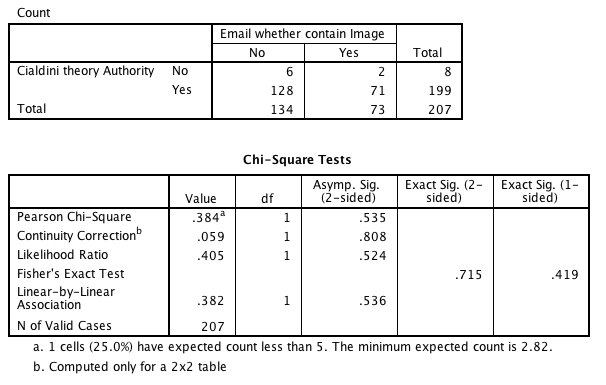 Count
Email whether contain Image
No Yes Total
Cialdini theory Authority No 6 2 8
Yes 128 71 199
Total 134 73 207
Chi-Square Tests
Value df Asymp. Sig. (2-sided) Exact Sig. (2-sided) Exact Sig. (1-sided)
Pearson Chi-Square .384a 1 .535
Continuity Correctionb .059 1 .808
Likelihood Ratio .405 1 .524
Fisher's Exact Test .715 .419
Linear-by-Linear Association .382 1 .536
N of Valid Cases 207
a. 1 cells (25.0%) have expected count less than 5. The minimum expected count is 2.82.
b. Computed only for a 2x2 table